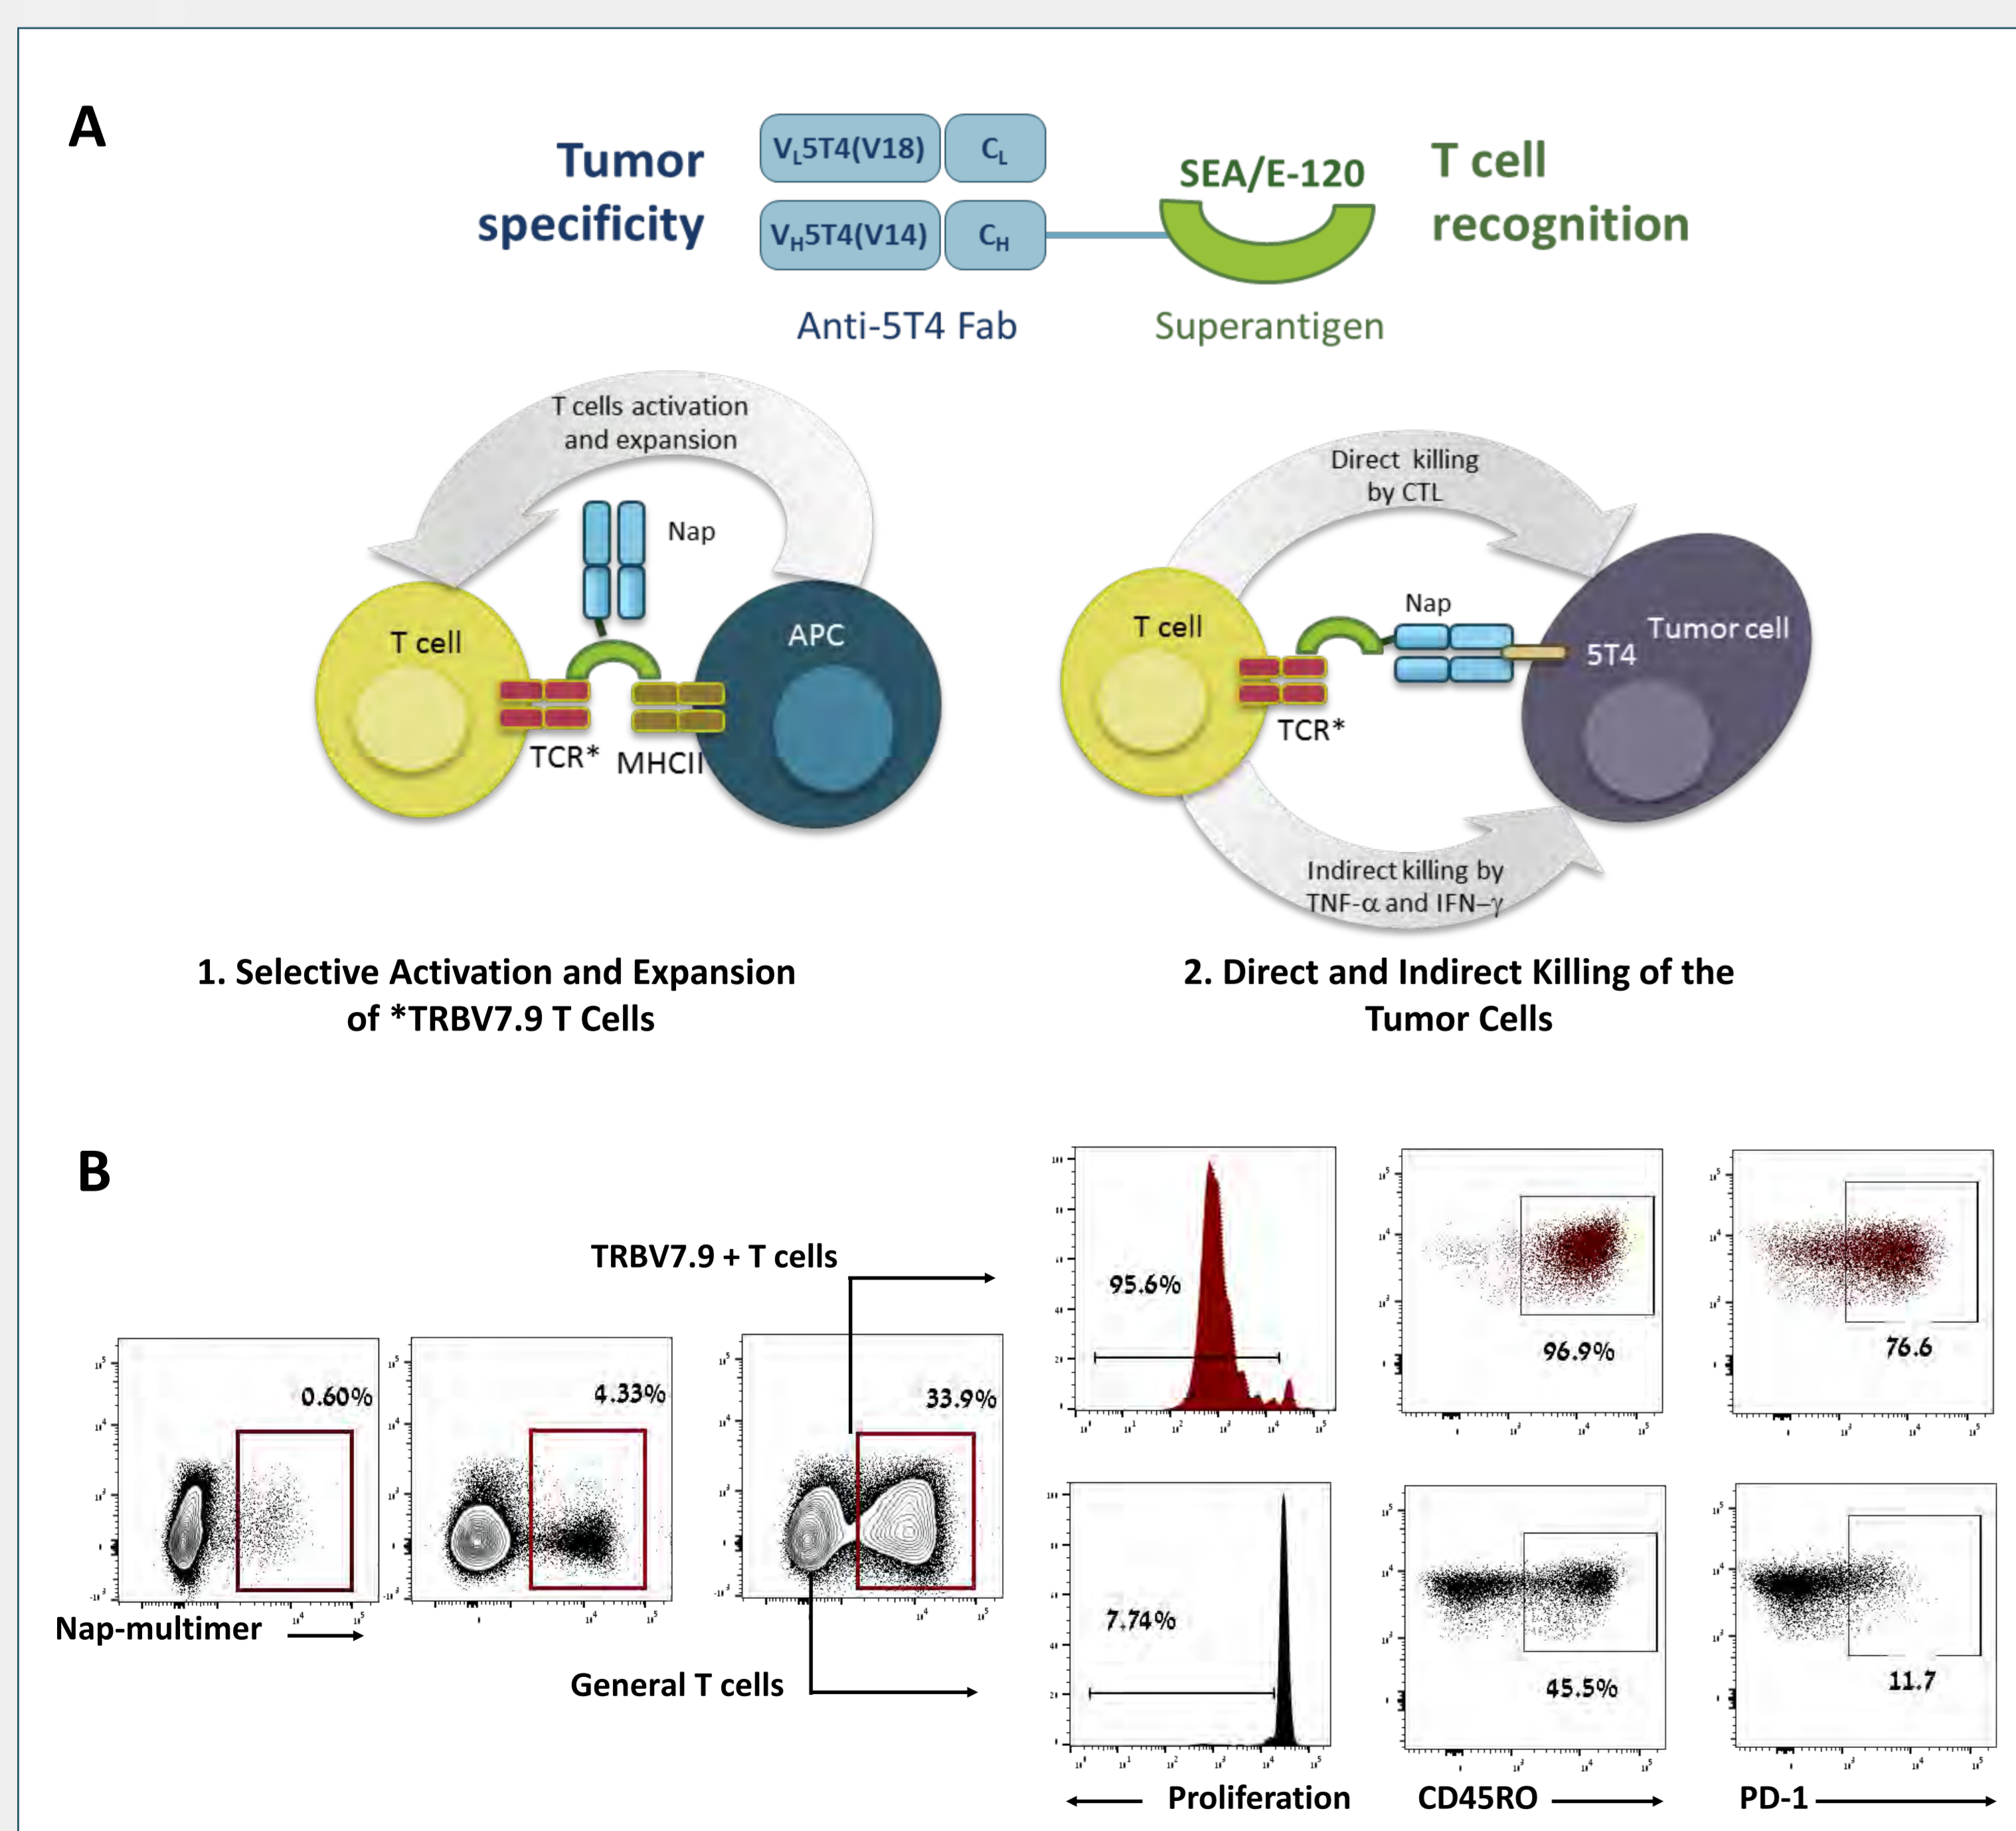 A
Tumor
specificity
VL5T4(V18)
CL
VH5T4(V14)
CH
SEA/E-120
T cell
recognition
Anti-5T4 Fab
Superantigen
T cells activation
and expansion
Nap
T cell
APC
TCR*
MHCII
Direct killing
by CTL
T cell
Nap
Tumor cell
5T4
TCR*
Indirect killing by
TNF-α and IFN–γ
1. Selective Activation and Expansion
of *TRBV7.9 T Cells
2. Direct and Indirect Killing of the
Tumor Cells
B
TRBV7.9 + T cells
0.60%
4.33%
33.9%
Nap-multimer
General T cells
95.6%
96.9%
76.6
7.74%
45.5%
11.7
Proliferation
CD45RO
PD-1